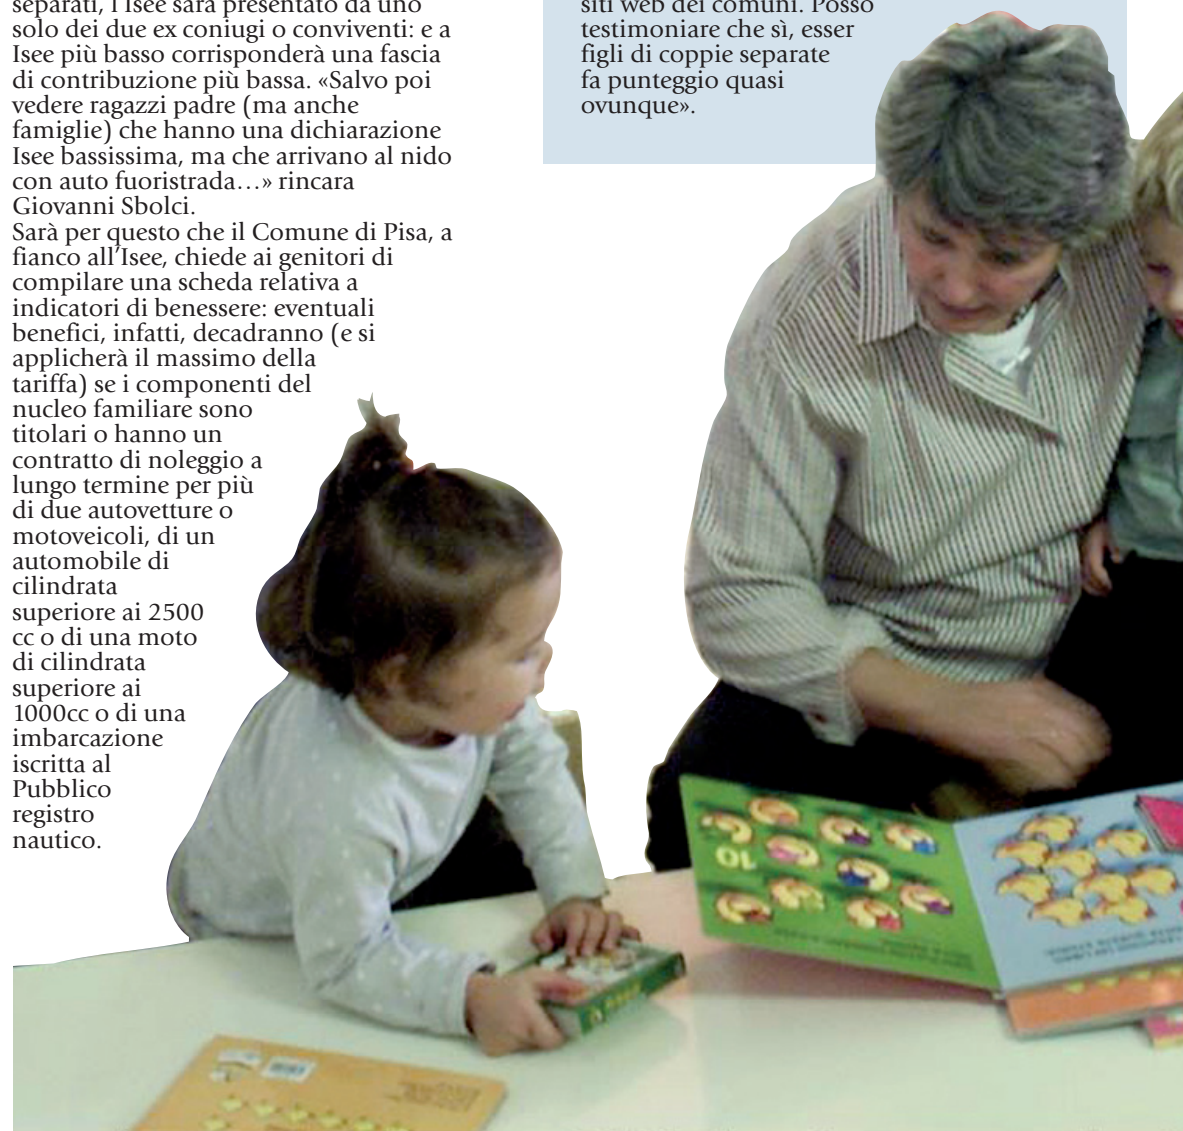 separati, l'Isee sarà presentato da uno
solo dei due ex coniugi o conviventi: e a
Isee più basso corrisponderà una fascia
di contribuzione più bassa. «Salvo poi
vedere ragazzi padre (ma anche
famiglie) che hanno una dichiarazione
Isee bassissima, ma che arrivano al nido
con auto fuoristrada…» rincara
Giovanni Sbolci.
Sarà per questo che il Comune di Pisa, a
fianco all'Isee, chiede ai genitori di
compilare una scheda relativa a
indicatori di benessere: eventuali
benefici, infatti, decadranno (e si
applicherà il massimo della
tariffa) se i componenti del
nucleo familiare sono
titolari o hanno un
contratto di noleggio a
lungo termine per più
di due autovetture o
motoveicoli, di un
automobile di
cilindrata
superiore ai 2500
cc o di una moto
di cilindrata
superiore ai
1000cc o di una
imbarcazione
iscritta al
Pubblico
registro
nautico.
siti web dei comuni. Posso
testimoniare che sì, esser
figli di coppie separate
fa punteggio quasi
ovunque».
10